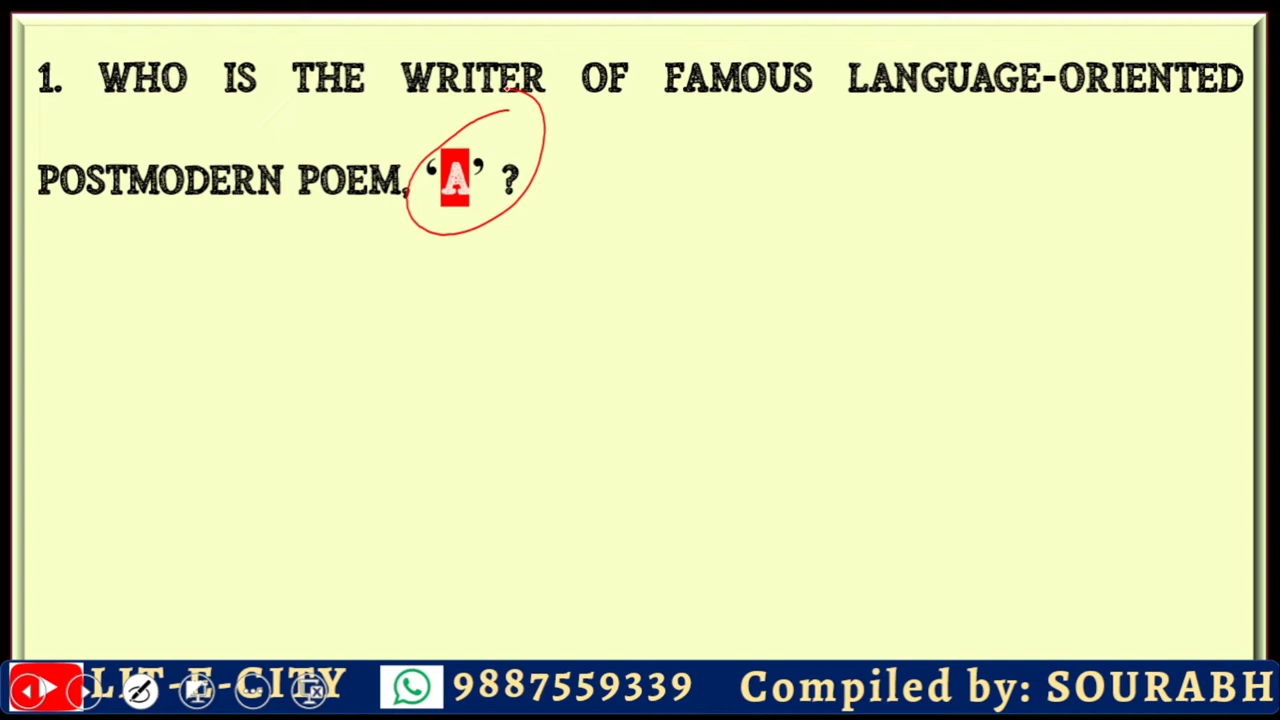 1. WHO IS THE WRITER OF FAMOUS LANGUAGE-ORIENTED
POSTMODERN POEM, ‘A’ ?
LIT-E-CITY 9887559339 Compiled by: SOURABH